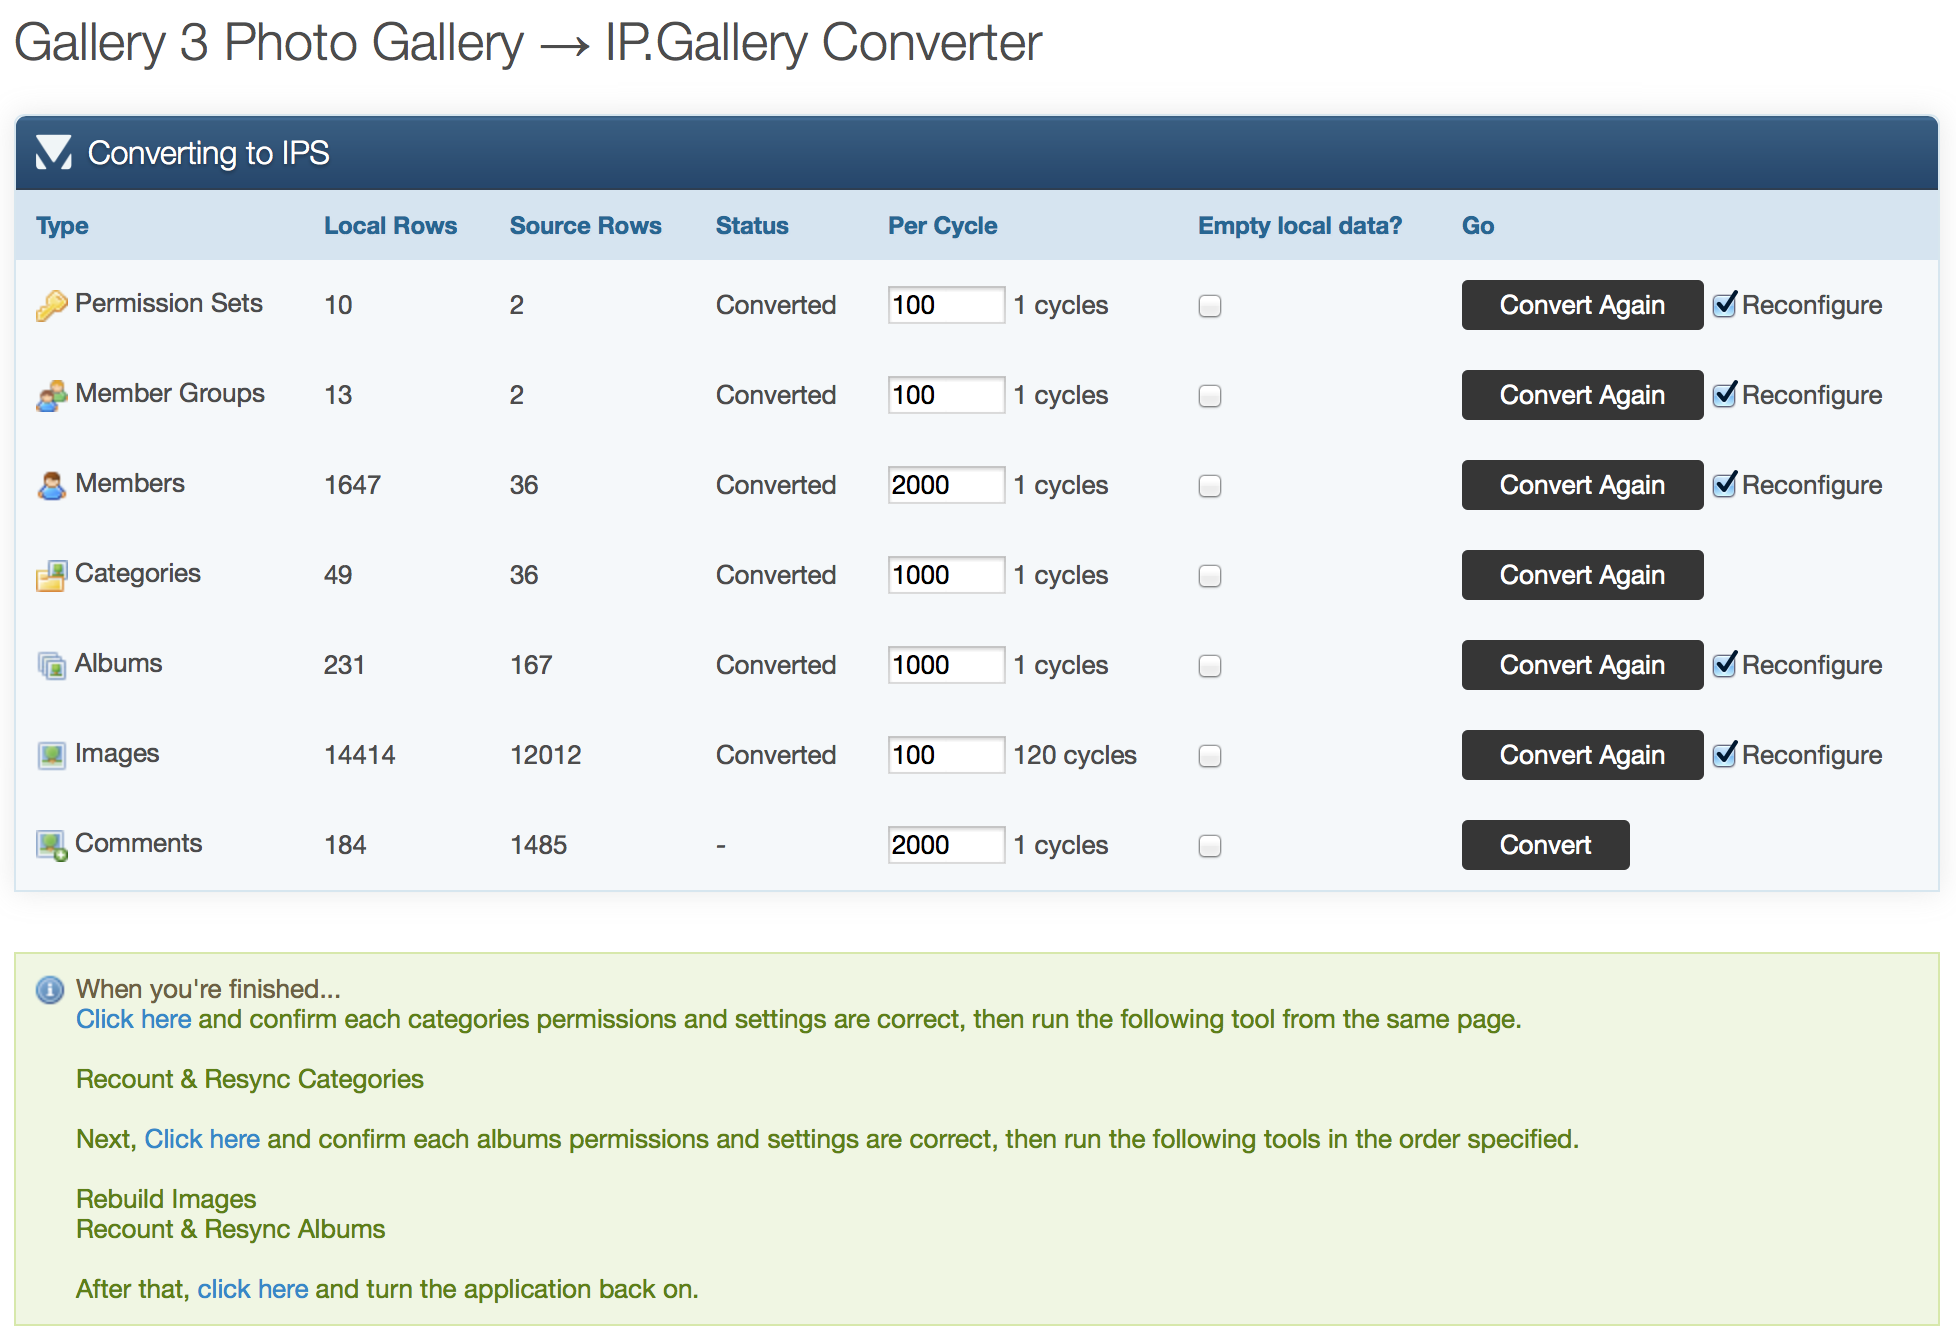 Gallery 3 Photo Gallery → IP.Gallery Converter
Converting to IPS
Type Local Rows Source Rows Status Per Cycle Empty local data? Go
Permission Sets 10 2 Converted 100 1 cycles Convert Again Reconfigure
Member Groups 13 2 Converted 100 1 cycles Convert Again Reconfigure
Members 1647 36 Converted 2000 1 cycles Convert Again Reconfigure
Categories 49 36 Converted 1000 1 cycles Convert Again
Albums 231 167 Converted 1000 1 cycles Convert Again Reconfigure
Images 14414 12012 Converted 100 120 cycles Convert Again Reconfigure
Comments 184 1485 - 2000 1 cycles Convert
When you're finished...
Click here and confirm each categories permissions and settings are correct, then run the following tool from the same page.
Recount & Resync Categories
Next, Click here and confirm each albums permissions and settings are correct, then run the following tools in the order specified.
Rebuild Images
Recount & Resync Albums
After that, click here and turn the application back on.